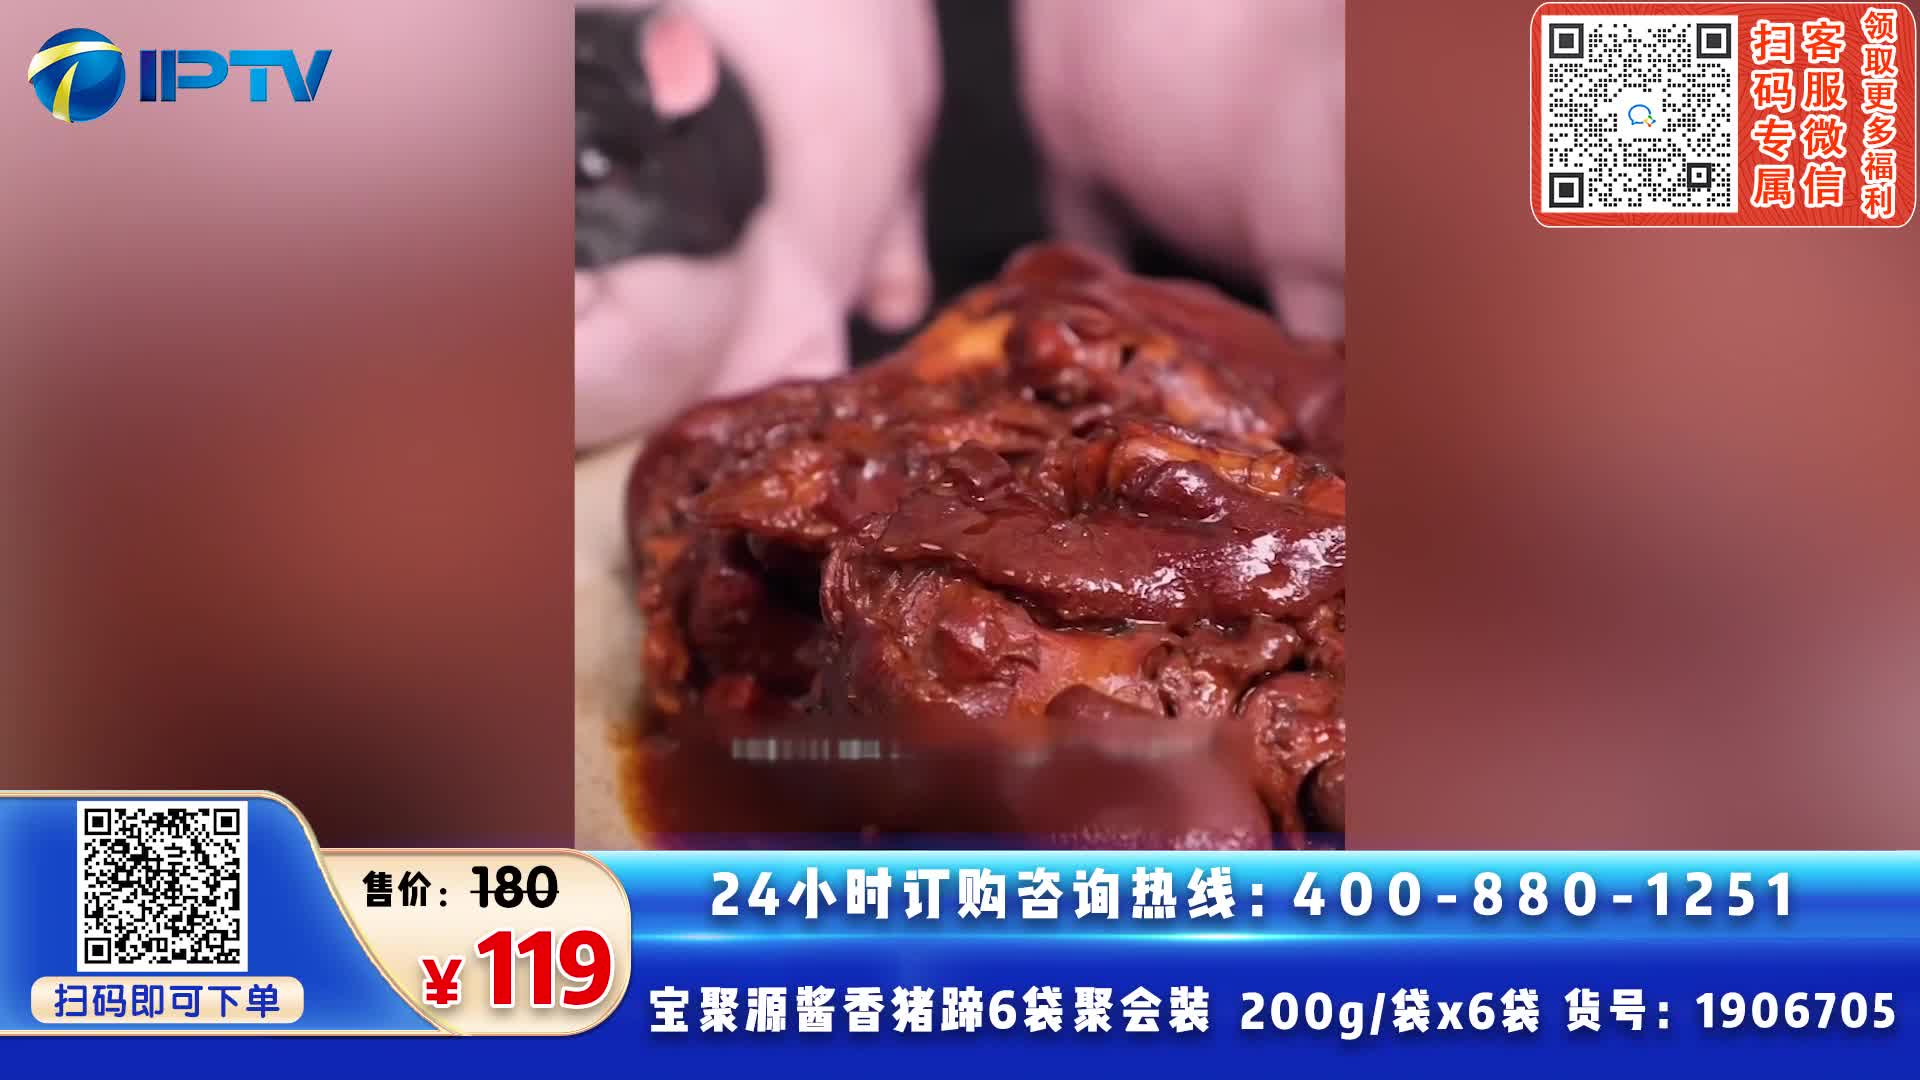 IPTV
扫码专属
客服微信
领取更多福利
售价：180
¥119
扫码即可下单
24小时订购咨询热线：400-880-1251
宝聚源酱香猪蹄6袋聚会装 200g/袋x6袋 货号：1906705